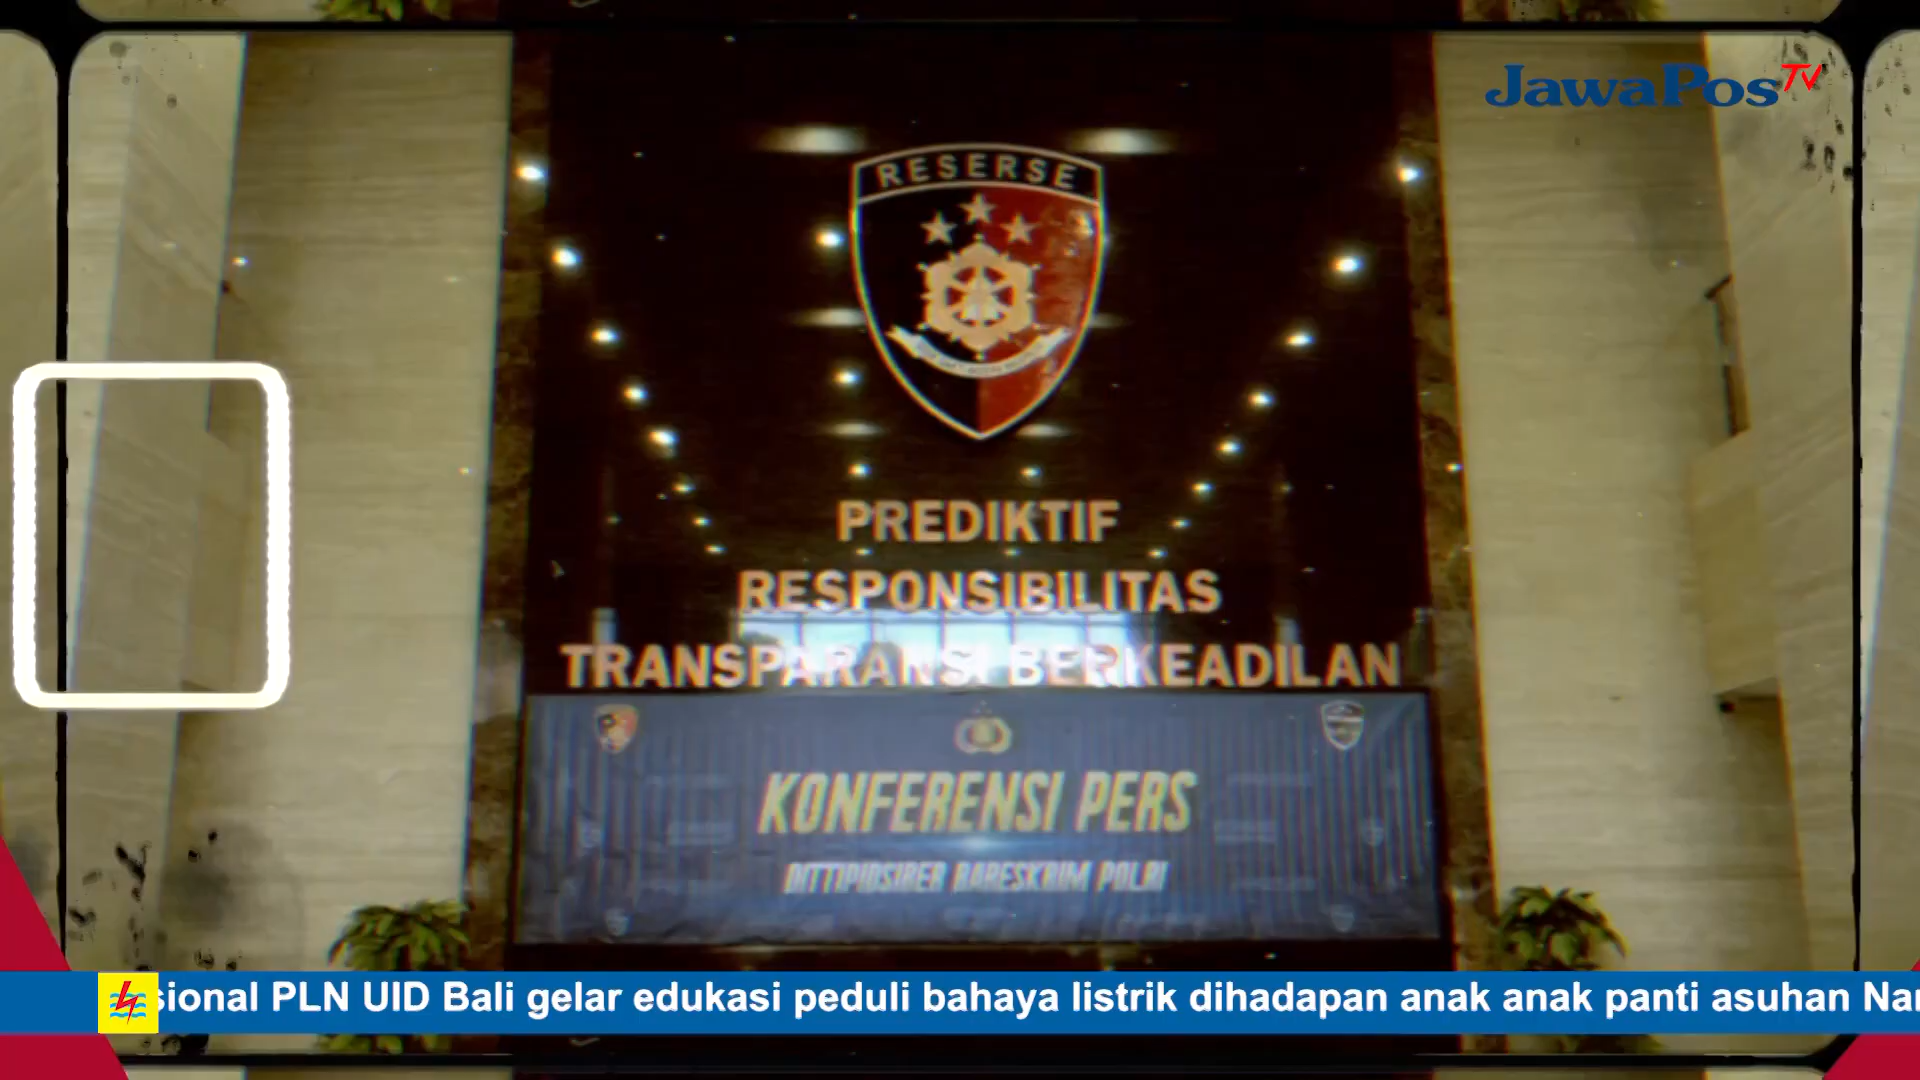 JawaPosTV
RESERSE
PREDIKTIF
RESPONSIBILITAS
TRANSPARANSI BERKEADILAN
KONFERENSI PERS
DITTIPIDSIBER BARESKRIM POLRI
sional PLN UID Bali gelar edukasi peduli bahaya listrik dihadapan anak anak panti asuhan Nar